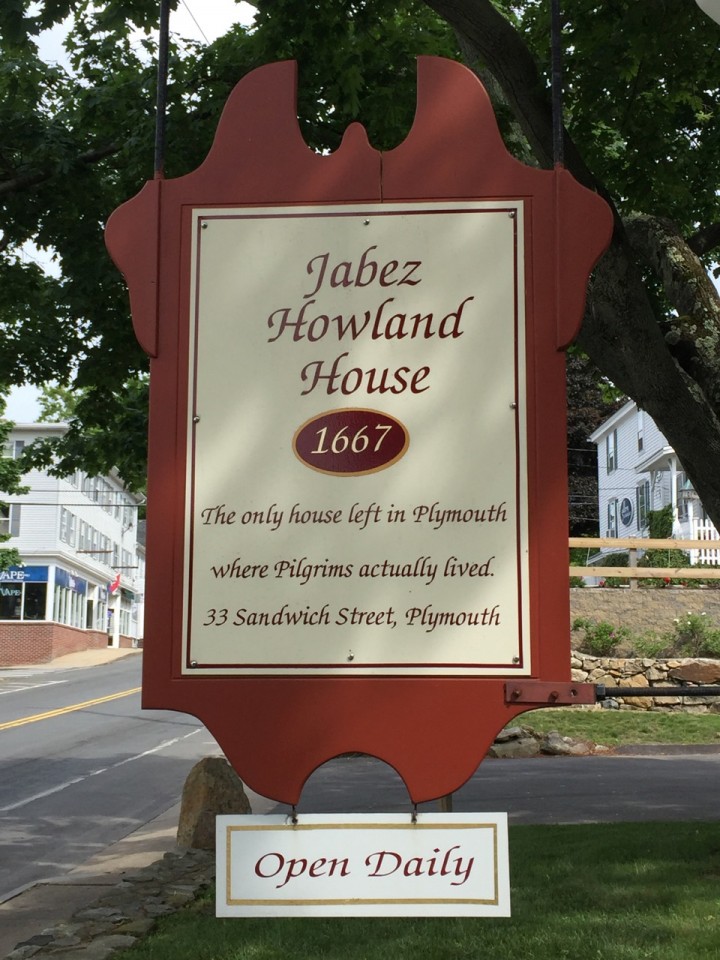 Jabez
Howland
House
1667
The only house left in Plymouth
where Pilgrims actually lived.
33 Sandwich Street, Plymouth
Open Daily
VAPE